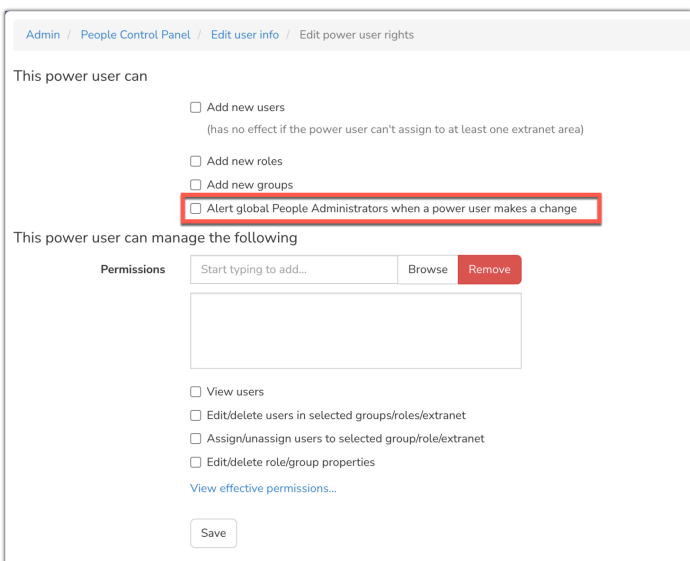 Admin / People Control Panel / Edit user info / Edit power user rights
This power user can
Add new users
(has no effect if the power user can't assign to at least one extranet area)
Add new roles
Add new groups
Alert global People Administrators when a power user makes a change
This power user can manage the following
Permissions Start typing to add... Browse Remove
View users
Edit/delete users in selected groups/roles/extranet
Assign/unassign users to selected group/role/extranet
Edit/delete role/group properties
View effective permissions...
Save